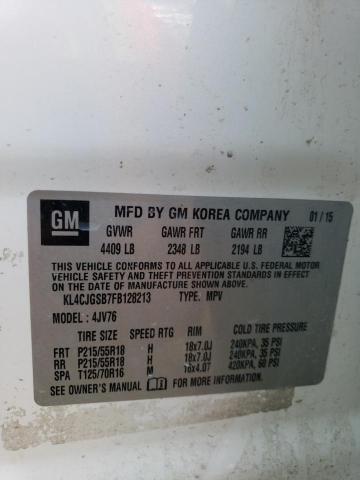 GM MFD BY GM KOREA COMPANY 01/15
GVWR GAWR FRT GAWR RR
4409 LB 2348 LB 2194 LB
THIS VEHICLE CONFORMS TO ALL APPLICABLE U.S. FEDERAL MOTOR
VEHICLE SAFETY AND THEFT PREVENTION STANDARDS IN EFFECT
ON THE DATE OF MANUFACTURE SHOWN ABOVE.
KL4CJGSB7FB128213 TYPE: MPV
MODEL : 4JV76
TIRE SIZE SPEED RTG RIM COLD TIRE PRESSURE
FRT P215/55R18 H 18x7.0J 240KPA, 35 PSI
RR P215/55R18 H 18x7.0J 240KPA, 35 PSI
SPA T125/70R16 M 16x4.0T 420KPA, 60 PSI
SEE OWNER'S MANUAL FOR MORE INFORMATION.